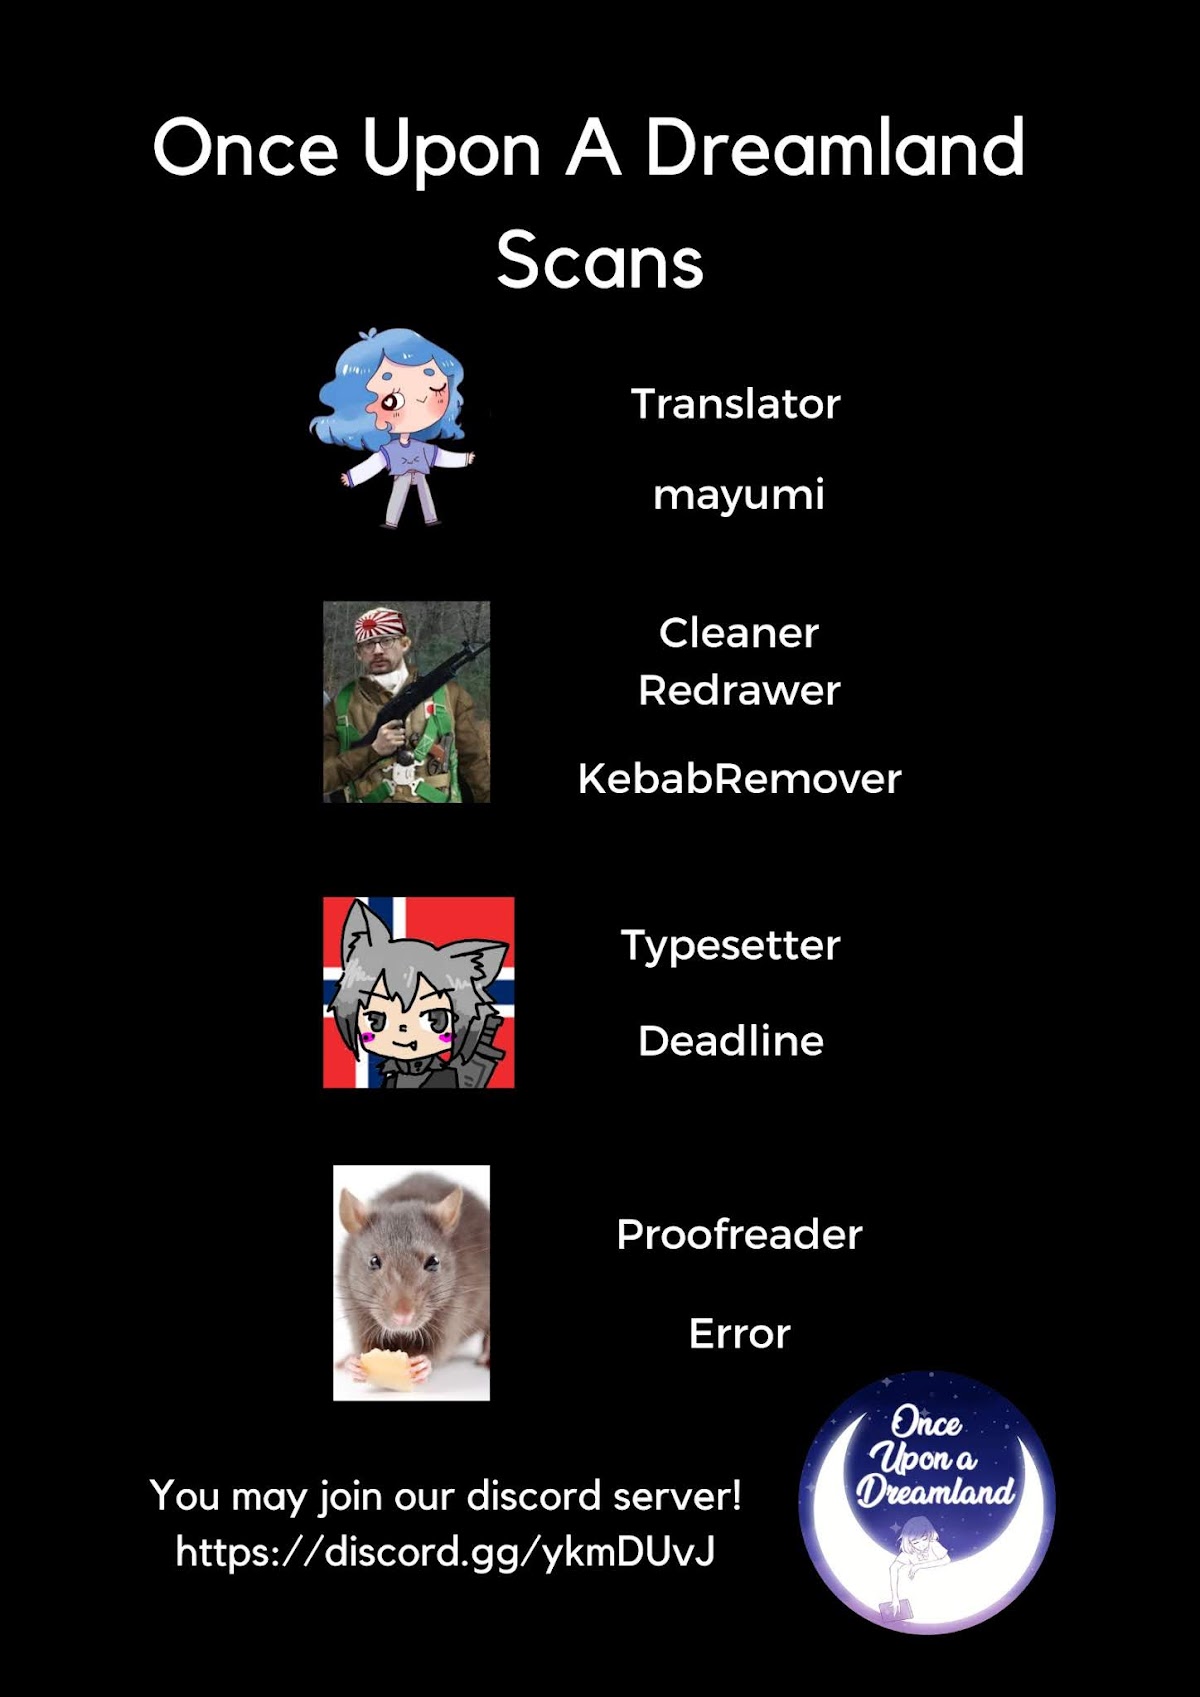 Once Upon A Dreamland
Scans
Translator
mayumi
Cleaner
Redrawer
KebabRemover
Typesetter
Deadline
Proofreader
Error
Once
Upon a
Dreamland
You may join our discord server!
https://discord.gg/ykmDUvJ